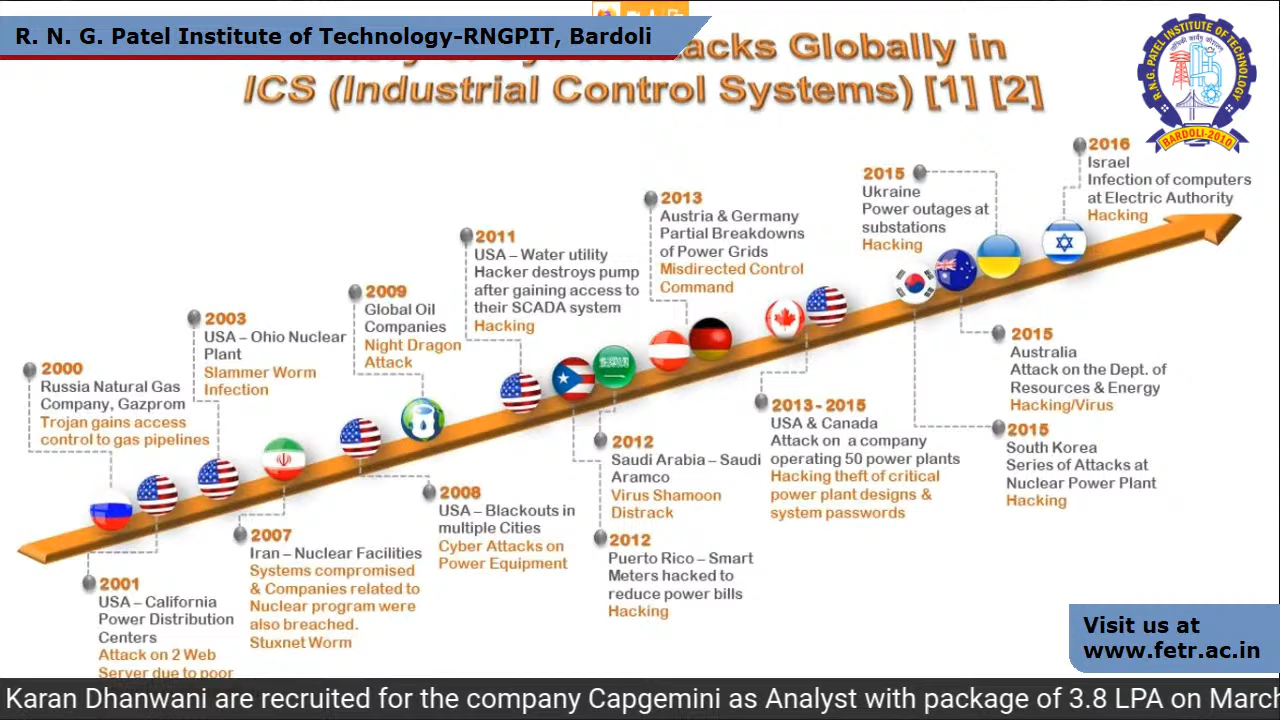 R. N. G. Patel Institute of Technology-RNGPIT, Bardoli
Globally in
ICS (Industrial Control Systems) [1] [2]
R.N.G.PATEL INSTITUTE OF TECHNOLOGY
BARDOLI-2010
2000
Russia Natural Gas
Company, Gazprom
Trojan gains access
control to gas pipelines
2001
USA – California
Power Distribution
Centers
Attack on 2 Web
Server due to poor
2003
USA – Ohio Nuclear
Plant
Slammer Worm
Infection
2007
Iran – Nuclear Facilities
Systems compromised
& Companies related to
Nuclear program were
also breached.
Stuxnet Worm
2009
Global Oil
Companies
Night Dragon
Attack
2008
USA – Blackouts in
multiple Cities
Cyber Attacks on
Power Equipment
2011
USA – Water utility
Hacker destroys pump
after gaining access to
their SCADA system
Hacking
2012
Saudi Arabia – Saudi
Aramco
Virus Shamoon
Distrack
2012
Puerto Rico – Smart
Meters hacked to
reduce power bills
Hacking
2013
Austria & Germany
Partial Breakdowns
of Power Grids
Misdirected Control
Command
2013 - 2015
USA & Canada
Attack on a company
operating 50 power plants
Hacking theft of critical
power plant designs &
system passwords
2015
Ukraine
Power outages at
substations
Hacking
2015
Australia
Attack on the Dept. of
Resources & Energy
Hacking/Virus
2015
South Korea
Series of Attacks at
Nuclear Power Plant
Hacking
2016
Israel
Infection of computers
at Electric Authority
Hacking
Visit us at
www.fetr.ac.in
Karan Dhanwani are recruited for the company Capgemini as Analyst with package of 3.8 LPA on March